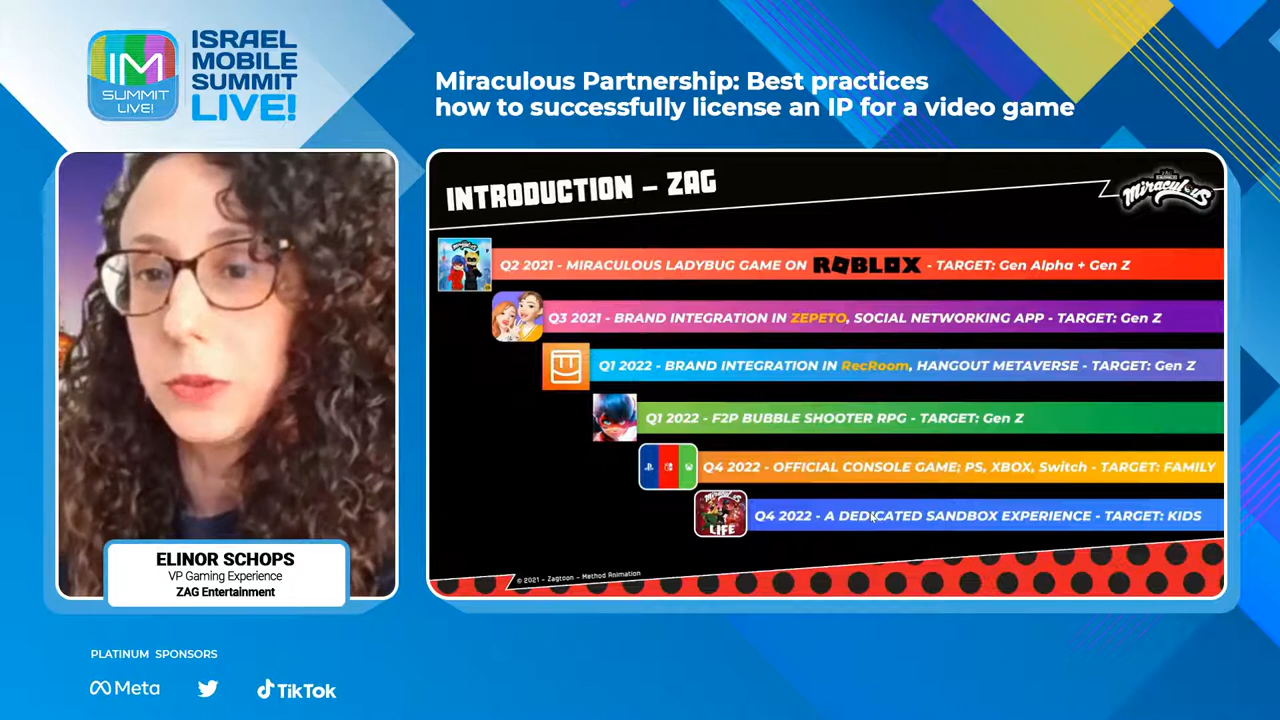 IM
SUMMIT
LIVE!
ISRAEL
MOBILE
SUMMIT
LIVE!
Miraculous Partnership: Best practices
how to successfully license an IP for a video game
INTRODUCTION – ZAG
Miraculous
Q2 2021 - MIRACULOUS LADYBUG GAME ON ROBLOX - TARGET: Gen Alpha + Gen Z
Q3 2021 - BRAND INTEGRATION IN ZEPETO, SOCIAL NETWORKING APP - TARGET: Gen Z
Q1 2022 - BRAND INTEGRATION IN RecRoom, HANGOUT METAVERSE - TARGET: Gen Z
Q1 2022 - F2P BUBBLE SHOOTER RPG - TARGET: Gen Z
Q4 2022 - OFFICIAL CONSOLE GAME; PS, XBOX, Switch - TARGET: FAMILY
Miraculous
LIFE
Q4 2022 - A DEDICATED SANDBOX EXPERIENCE - TARGET: KIDS
© 2021 - Zagtoon - Method Animation
ELINOR SCHOPS
VP Gaming Experience
ZAG Entertainment
PLATINUM SPONSORS
Meta
TikTok